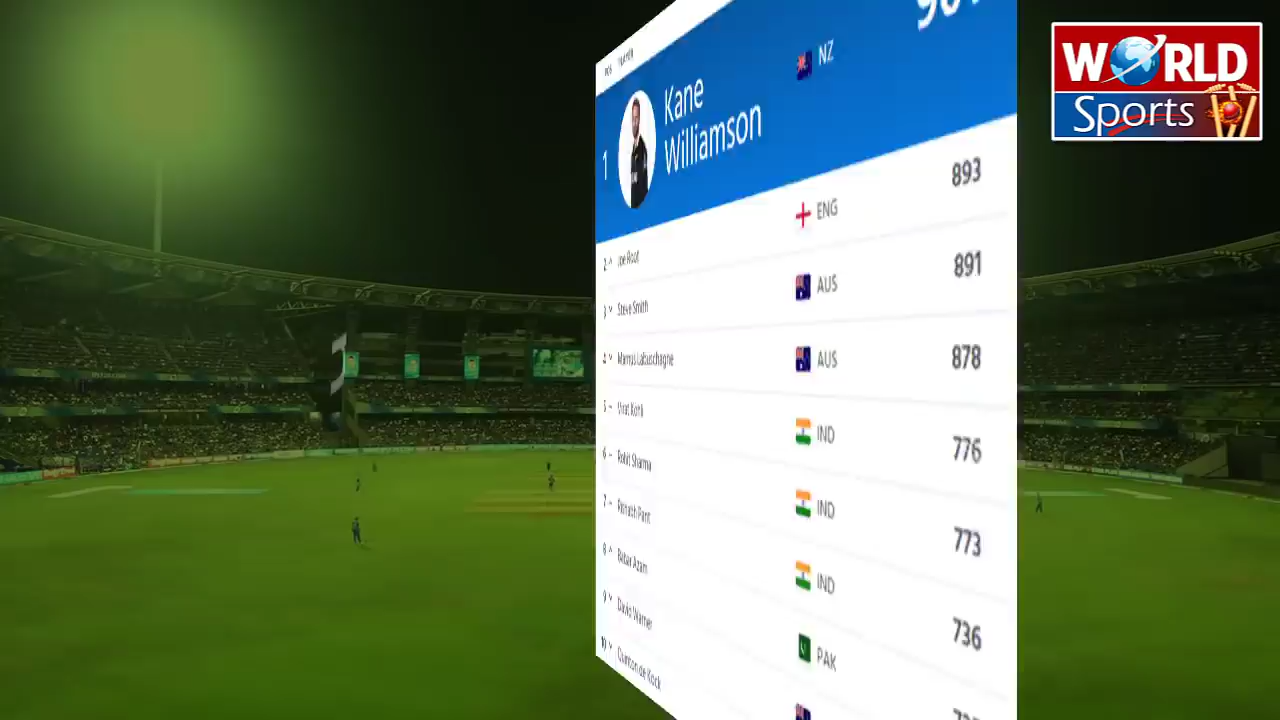 WORLD
Sports
POS PLAYER
1 Kane
Williamson NZ
2 Joe Root ENG 893
3 Steve Smith AUS 891
4 Marnus Labuschagne AUS 878
5 Virat Kohli IND 776
6 Rohit Sharma IND 773
7 Rishabh Pant IND 736
8 Babar Azam PAK
9 David Warner
10 Quinton de Kock